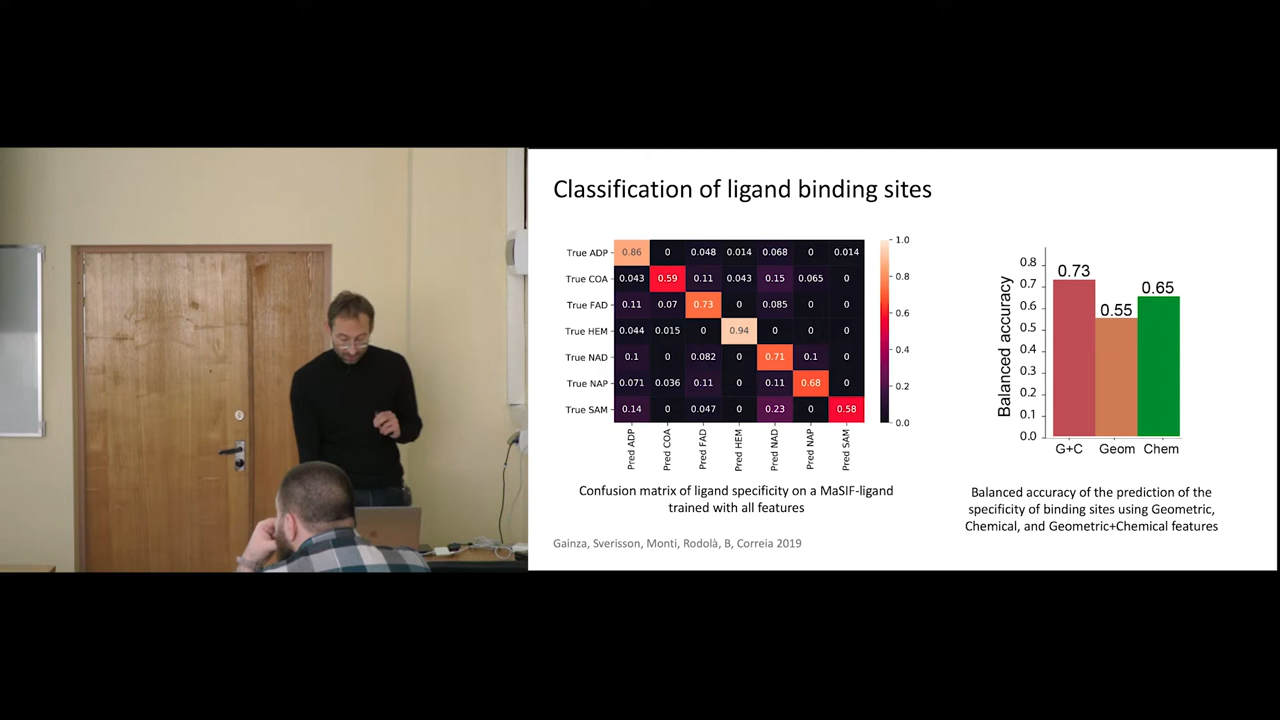 Classification of ligand binding sites
True ADP 0.86 0 0.048 0.014 0.068 0 0.014
True COA 0.043 0.59 0.11 0.043 0.15 0.065 0
True FAD 0.11 0.07 0.73 0 0.085 0 0
True HEM 0.044 0.015 0 0.94 0 0 0
True NAD 0.1 0 0.082 0 0.71 0.1 0
True NAP 0.071 0.036 0.11 0 0.11 0.68 0
True SAM 0.14 0 0.047 0 0.23 0 0.58
Pred ADP Pred COA Pred FAD Pred HEM Pred NAD Pred NAP Pred SAM
1.0
0.8
0.6
0.4
0.2
0.0
Confusion matrix of ligand specificity on a MaSIF-ligand
trained with all features
Balanced accuracy
0.8
0.7
0.6
0.5
0.4
0.3
0.2
0.1
0.0
0.73 0.55 0.65
G+C Geom Chem
Balanced accuracy of the prediction of the
specificity of binding sites using Geometric,
Chemical, and Geometric+Chemical features
Gainza, Sverisson, Monti, Rodolà, B, Correia 2019